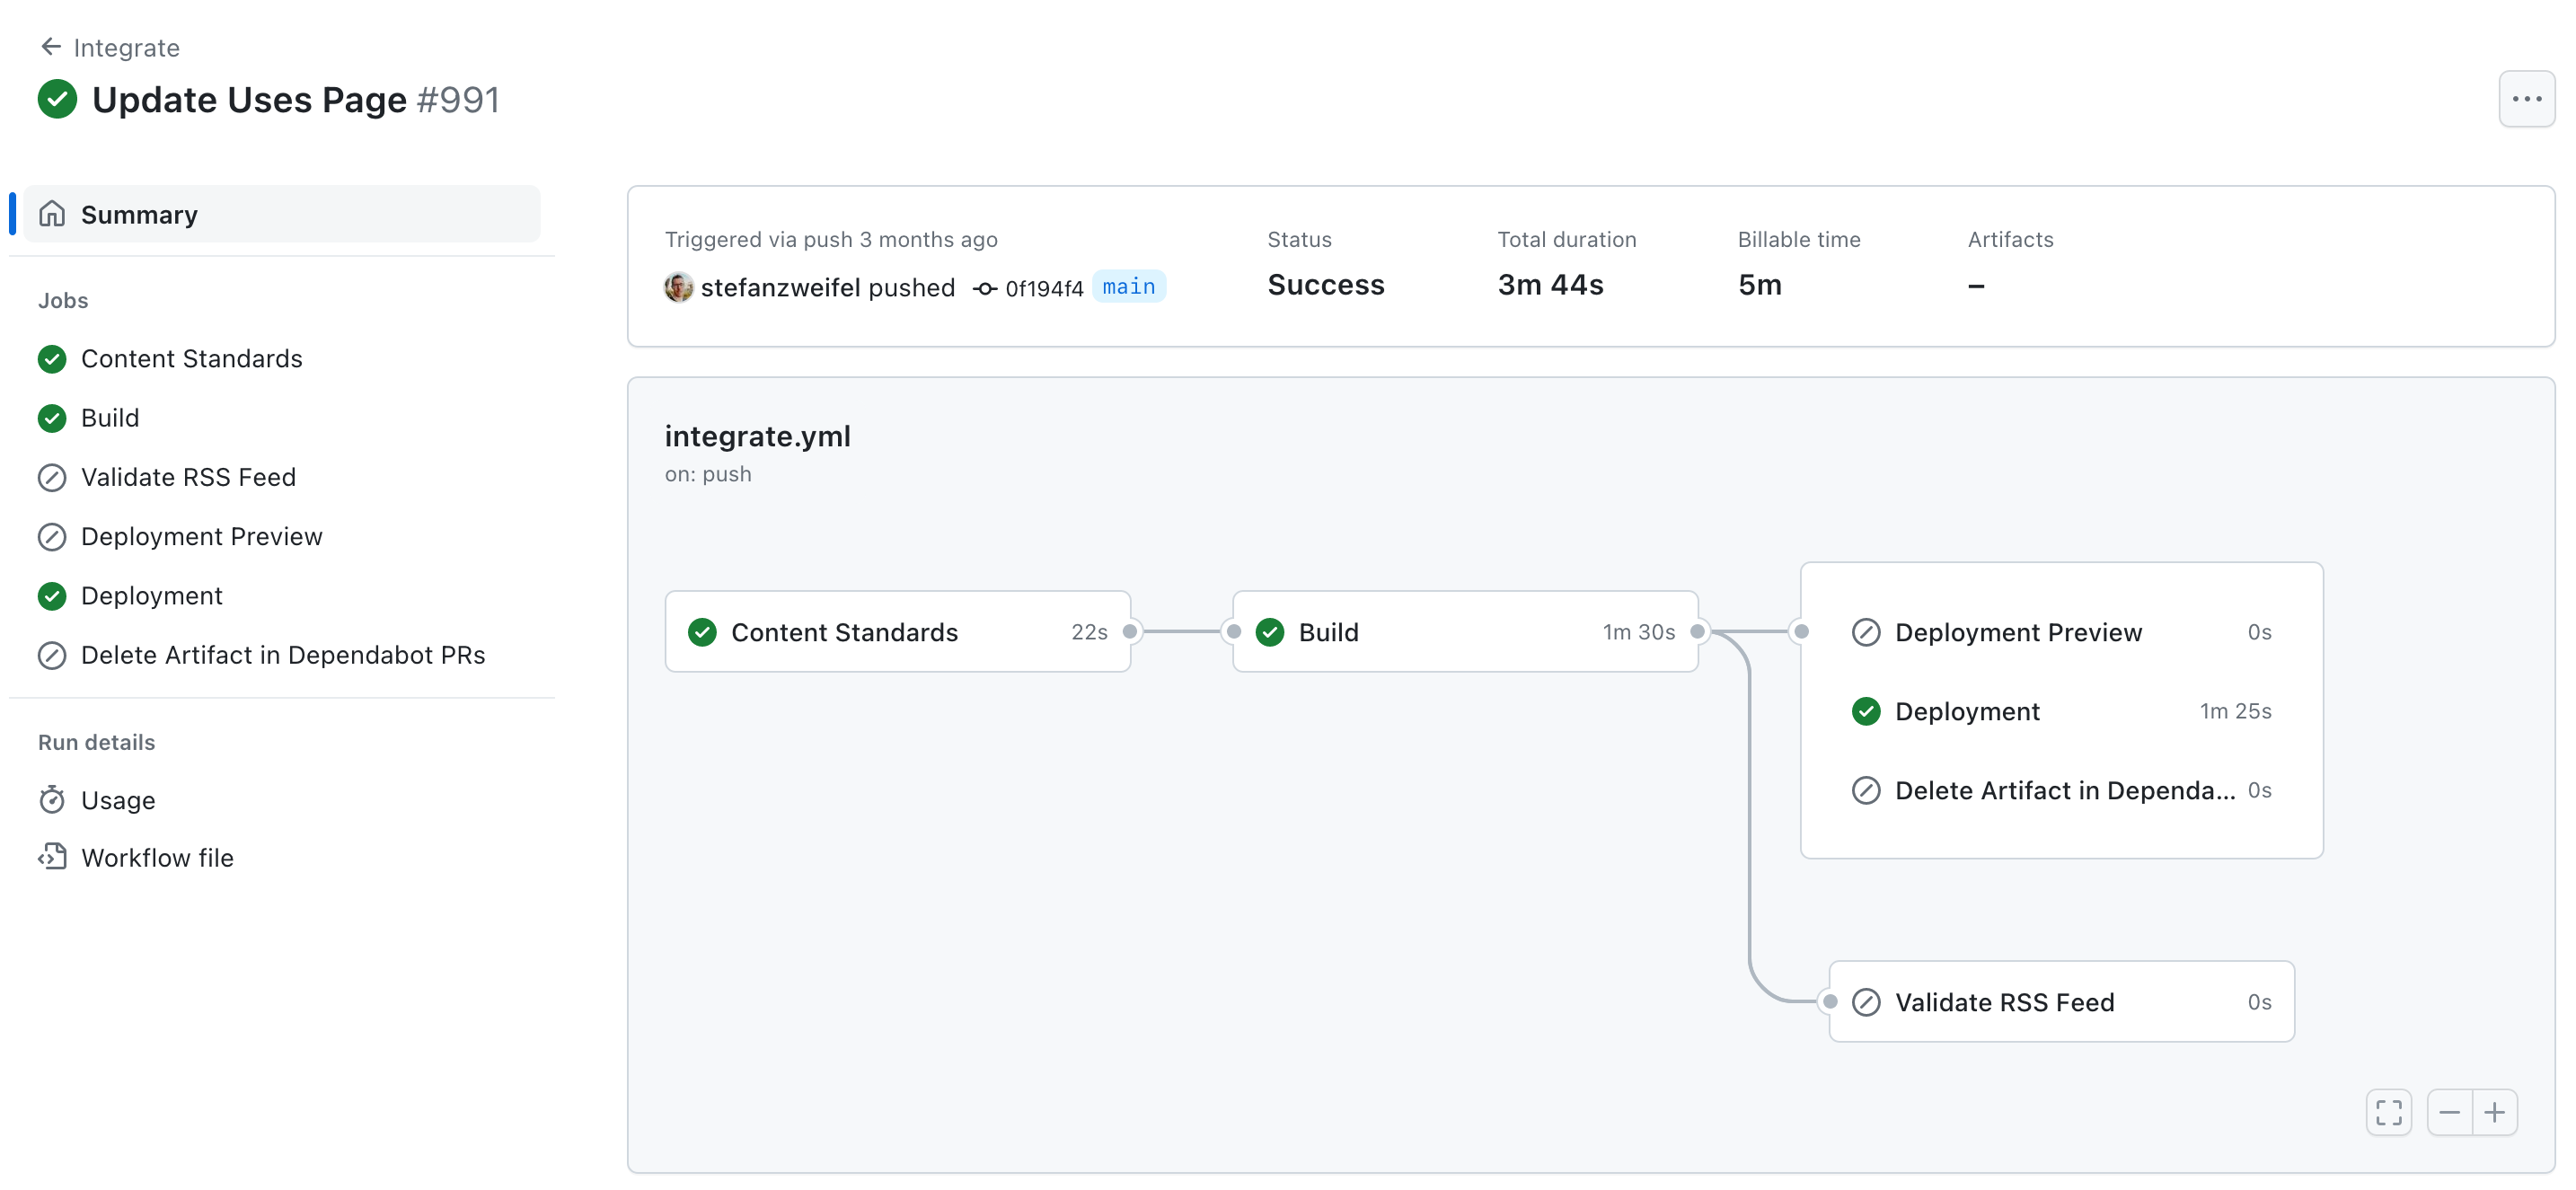 Integrate
Update Uses Page #991
Summary
Jobs
Content Standards
Build
Validate RSS Feed
Deployment Preview
Deployment
Delete Artifact in Dependabot PRs
Run details
Usage
Workflow file
Triggered via push 3 months ago
stefanzweifel pushed 0f194f4 main
Status
Success
Total duration
3m 44s
Billable time
5m
Artifacts
–
integrate.yml
on: push
Content Standards 22s
Build 1m 30s
Deployment Preview 0s
Deployment 1m 25s
Delete Artifact in Dependa... 0s
Validate RSS Feed 0s